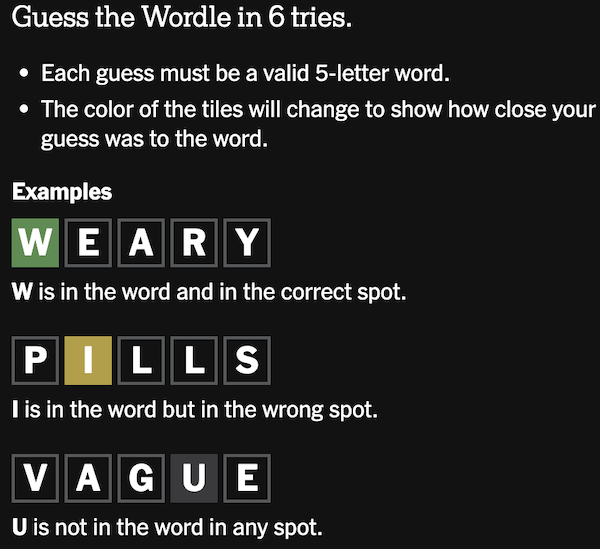 Guess the Wordle in 6 tries.
• Each guess must be a valid 5-letter word.
• The color of the tiles will change to show how close your
guess was to the word.
Examples
W E A R Y
W is in the word and in the correct spot.
P I L L S
I is in the word but in the wrong spot.
V A G U E
U is not in the word in any spot.